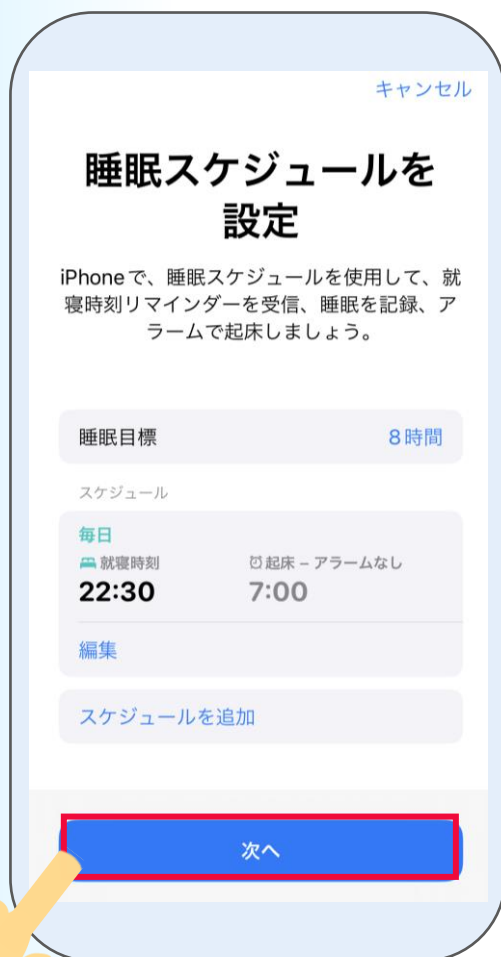 キャンセル
睡眠スケジュールを
設定
iPhoneで、睡眠スケジュールを使用して、就
寝時刻リマインダーを受信、睡眠を記録、ア
ラームで起床しましょう。
睡眠目標 8時間
スケジュール
毎日
就寝時刻 起床 – アラームなし
22:30 7:00
編集
スケジュールを追加
次へ